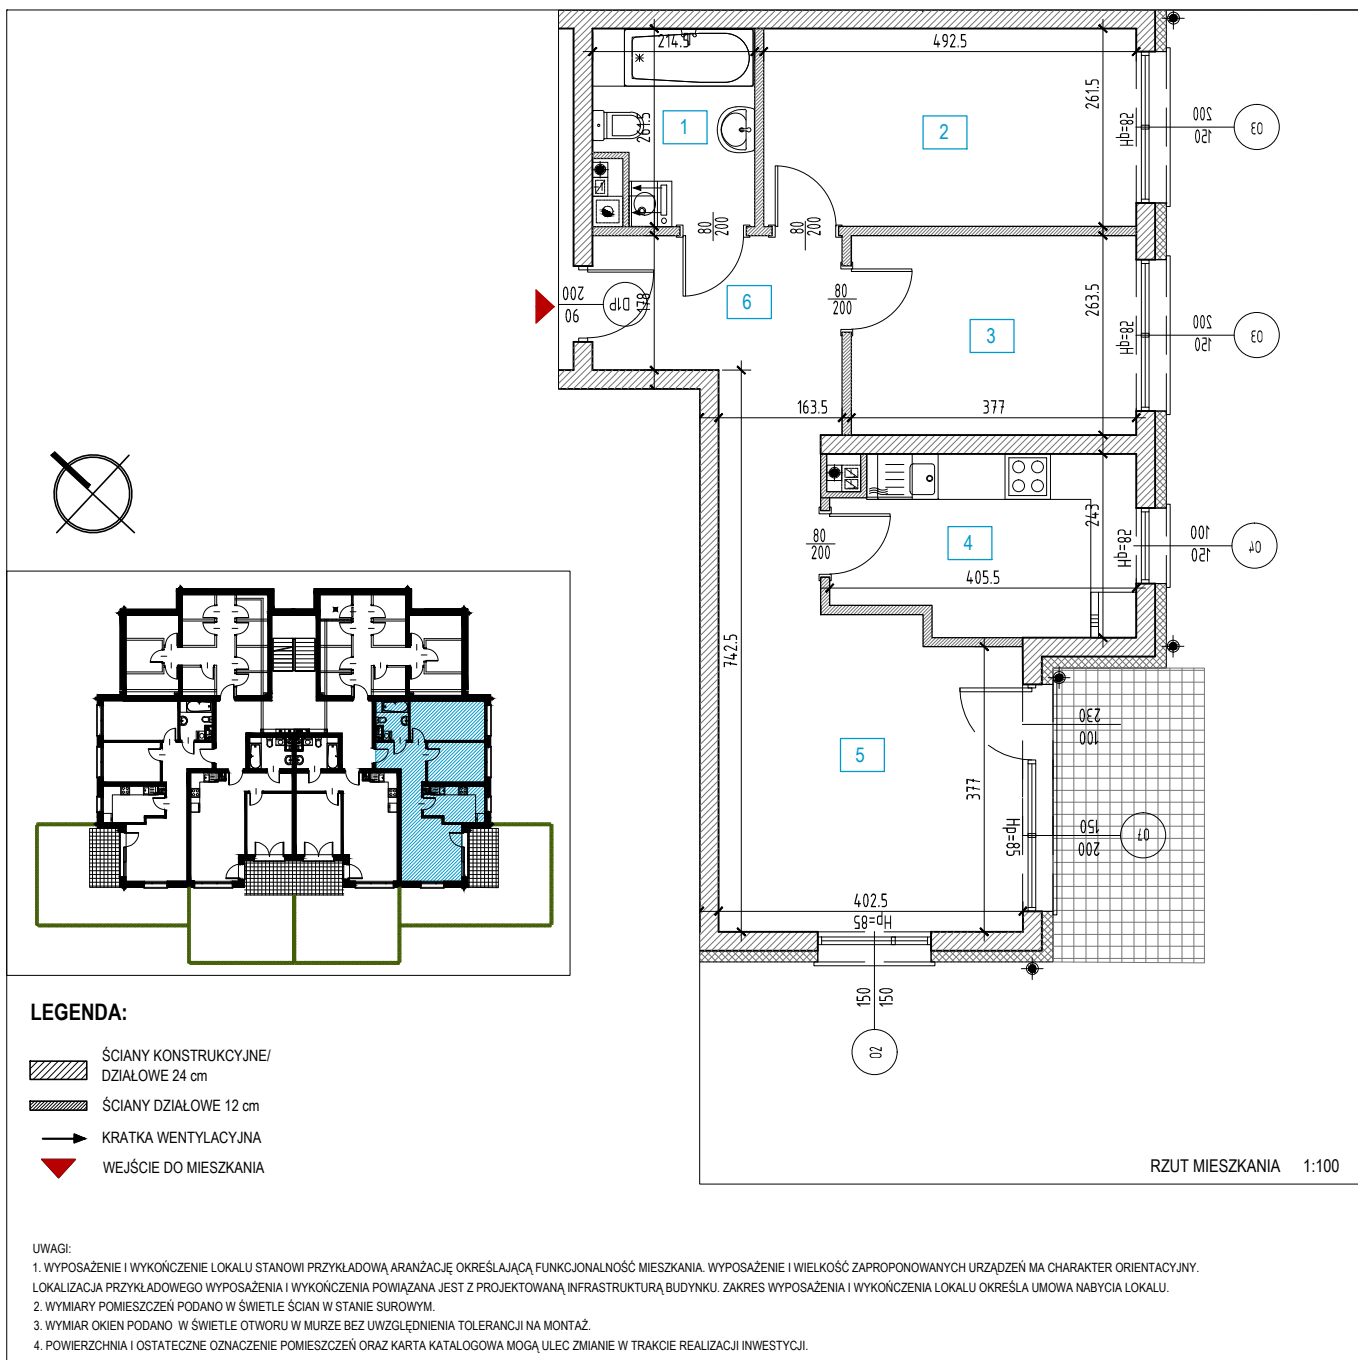 214.5
492.5
261.5
261.5
1
2
Hp=85
200
150
03
80
200
80
200
200
90
D1P
178
6
80
200
263.5
3
Hp=85
200
150
03
163.5
377
243
4
80
200
405.5
Hp=85
100
150
04
742.5
5
377
230
100
Hp=85
150
200
07
402.5
Hp=85
150
150
02
LEGENDA:
ŚCIANY KONSTRUKCYJNE/
DZIAŁOWE 24 cm
ŚCIANY DZIAŁOWE 12 cm
KRATKA WENTYLACYJNA
WEJŚCIE DO MIESZKANIA
RZUT MIESZKANIA 1:100
UWAGI:
1. WYPOSAŻENIE I WYKOŃCZENIE LOKALU STANOWI PRZYKŁADOWĄ ARANŻACJĘ OKREŚLAJĄCĄ FUNKCJONALNOŚĆ MIESZKANIA. WYPOSAŻENIE I WIELKOŚĆ ZAPROPONOWANYCH URZĄDZEŃ MA CHARAKTER ORIENTACYJNY.
LOKALIZACJA PRZYKŁADOWEGO WYPOSAŻENIA I WYKOŃCZENIA POWIĄZANA JEST Z PROJEKTOWANĄ INFRASTRUKTURĄ BUDYNKU. ZAKRES WYPOSAŻENIA I WYKOŃCZENIA LOKALU OKREŚLA UMOWA NABYCIA LOKALU.
2. WYMIARY POMIESZCZEŃ PODANO W ŚWIETLE ŚCIAN W STANIE SUROWYM.
3. WYMIAR OKIEN PODANO W ŚWIETLE OTWORU W MURZE BEZ UWZGLĘDNIENIA TOLERANCJI NA MONTAŻ.
4. POWIERZCHNIA I OSTATECZNE OZNACZENIE POMIESZCZEŃ ORAZ KARTA KATALOGOWA MOGĄ ULEC ZMIANIE W TRAKCIE REALIZACJI INWESTYCJI.